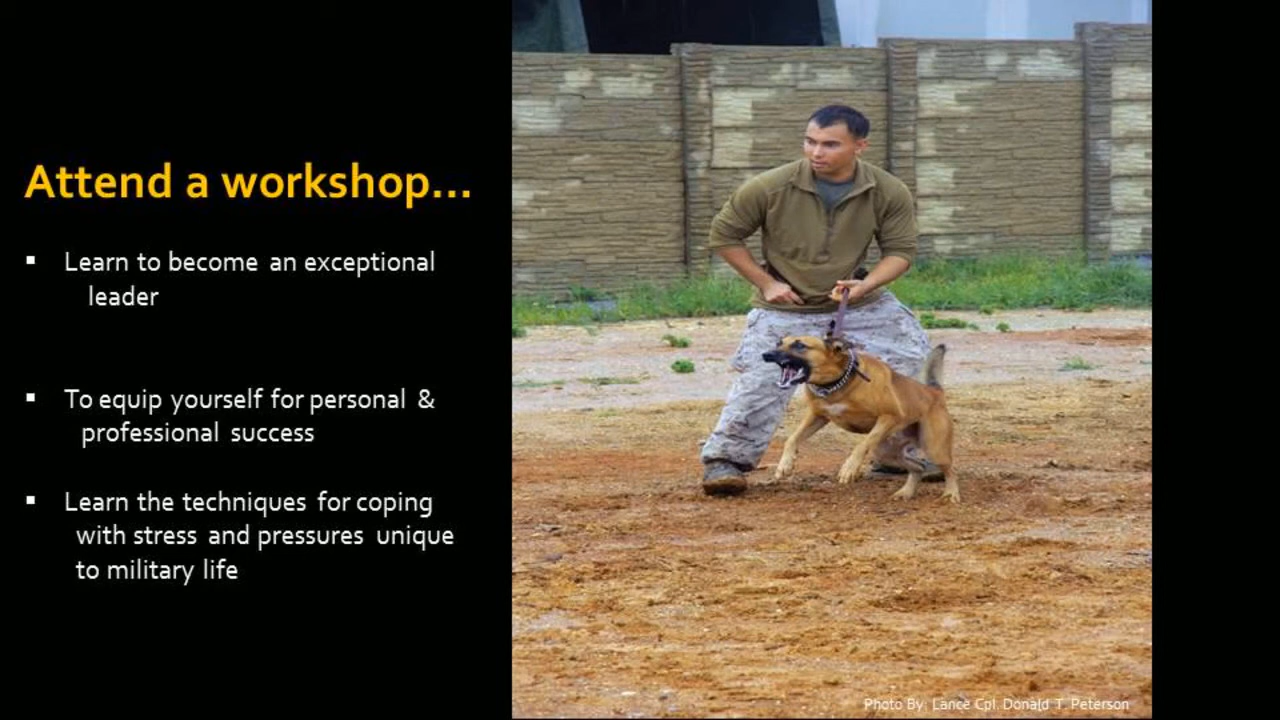 Attend a workshop...
▪ Learn to become an exceptional
leader
▪ To equip yourself for personal &
professional success
▪ Learn the techniques for coping
with stress and pressures unique
to military life
Photo By: Lance Cpl. Donald T. Peterson